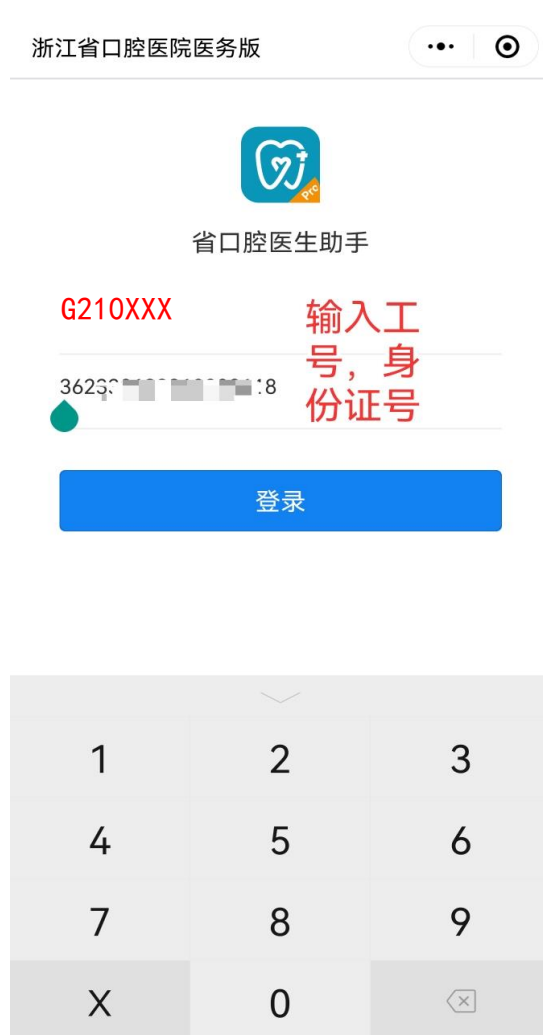 浙江省口腔医院医务版
Pro
省口腔医生助手
G210XXX
输入工
号，身
份证号
登录
1 2 3
4 5 6
7 8 9
X 0